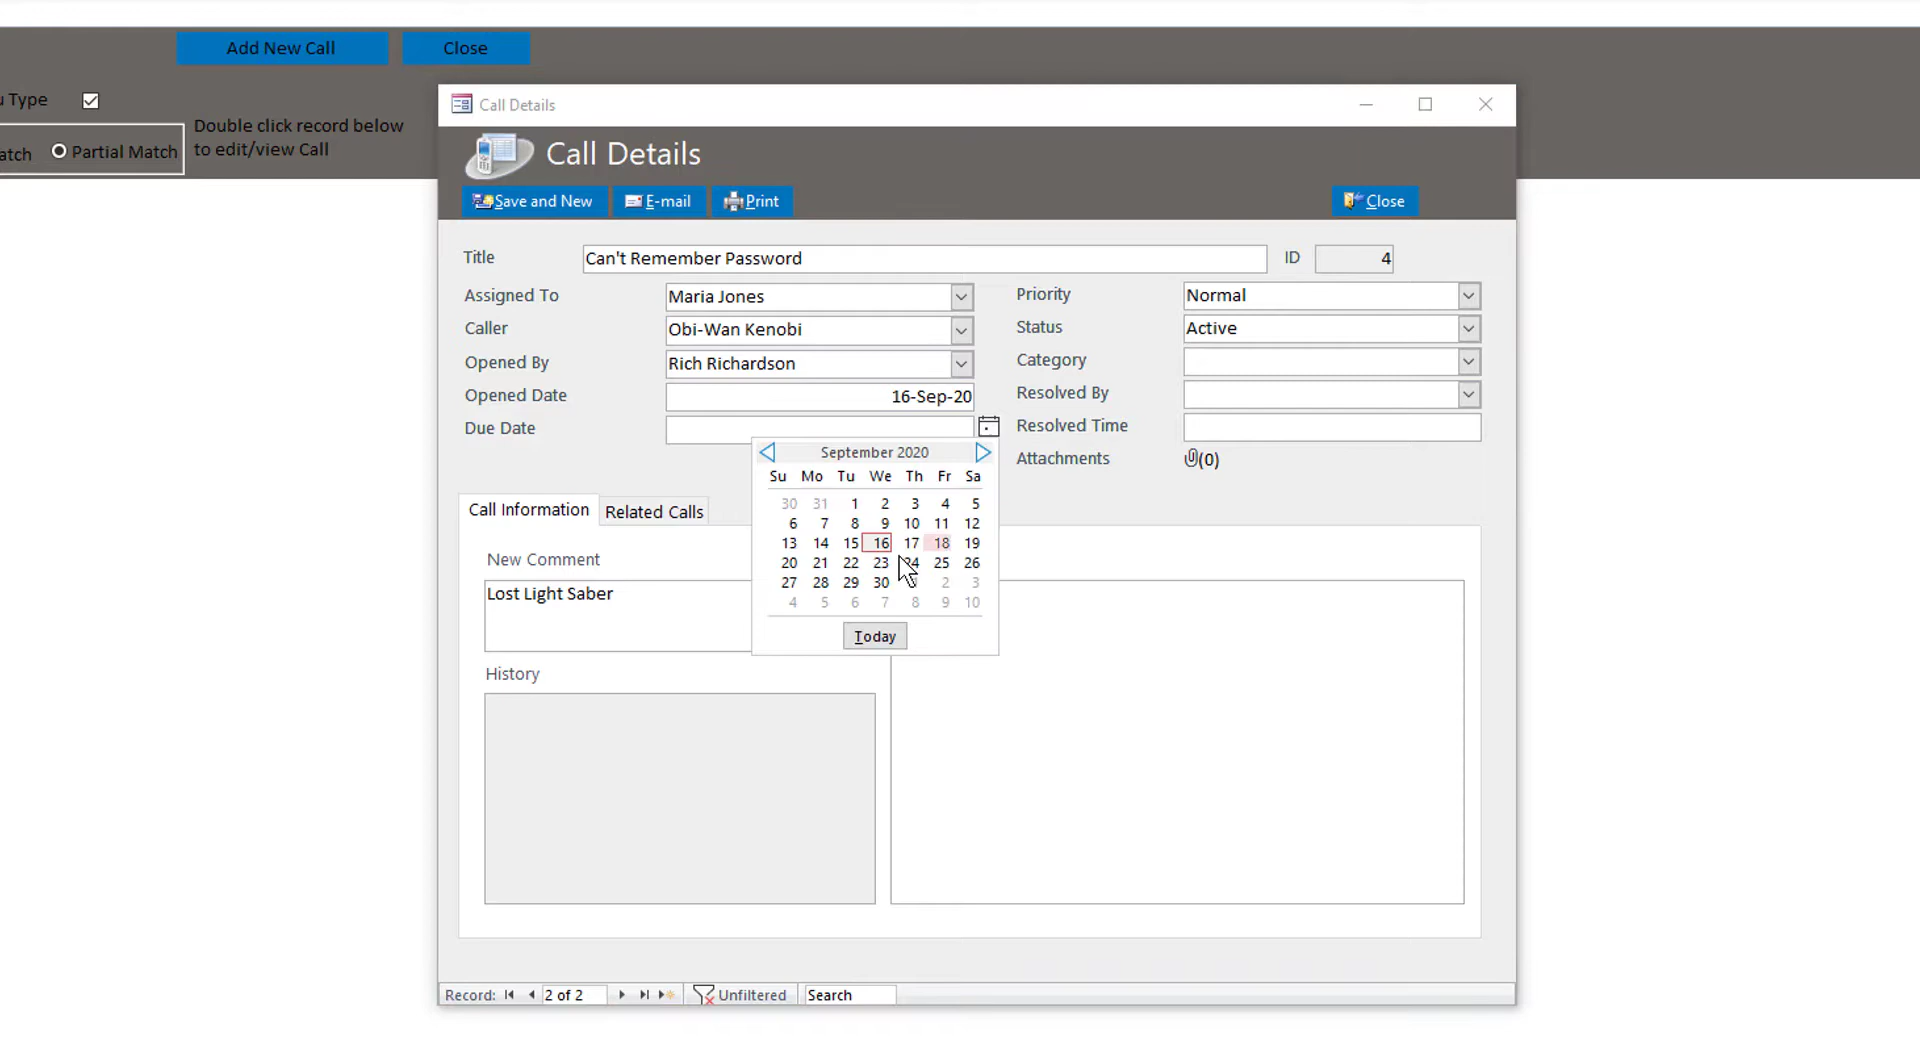 Add New Call
Close
Type
Double click record below
to edit/view Call
atch
Partial Match
Call Details
Call Details
Save and New
E-mail
Print
Close
Title
Can't Remember Password
ID
4
Assigned To
Maria Jones
Priority
Normal
Caller
Obi-Wan Kenobi
Status
Active
Opened By
Rich Richardson
Category
Opened Date
16-Sep-20
Resolved By
Due Date
Resolved Time
Attachments
(0)
September 2020
Su Mo Tu We Th Fr Sa
30 31 1 2 3 4 5
6 7 8 9 10 11 12
13 14 15 16 17 18 19
20 21 22 23 24 25 26
27 28 29 30 2 3
4 5 6 7 8 9 10
Today
Call Information
Related Calls
New Comment
Lost Light Saber
History
Record:
2 of 2
Unfiltered
Search